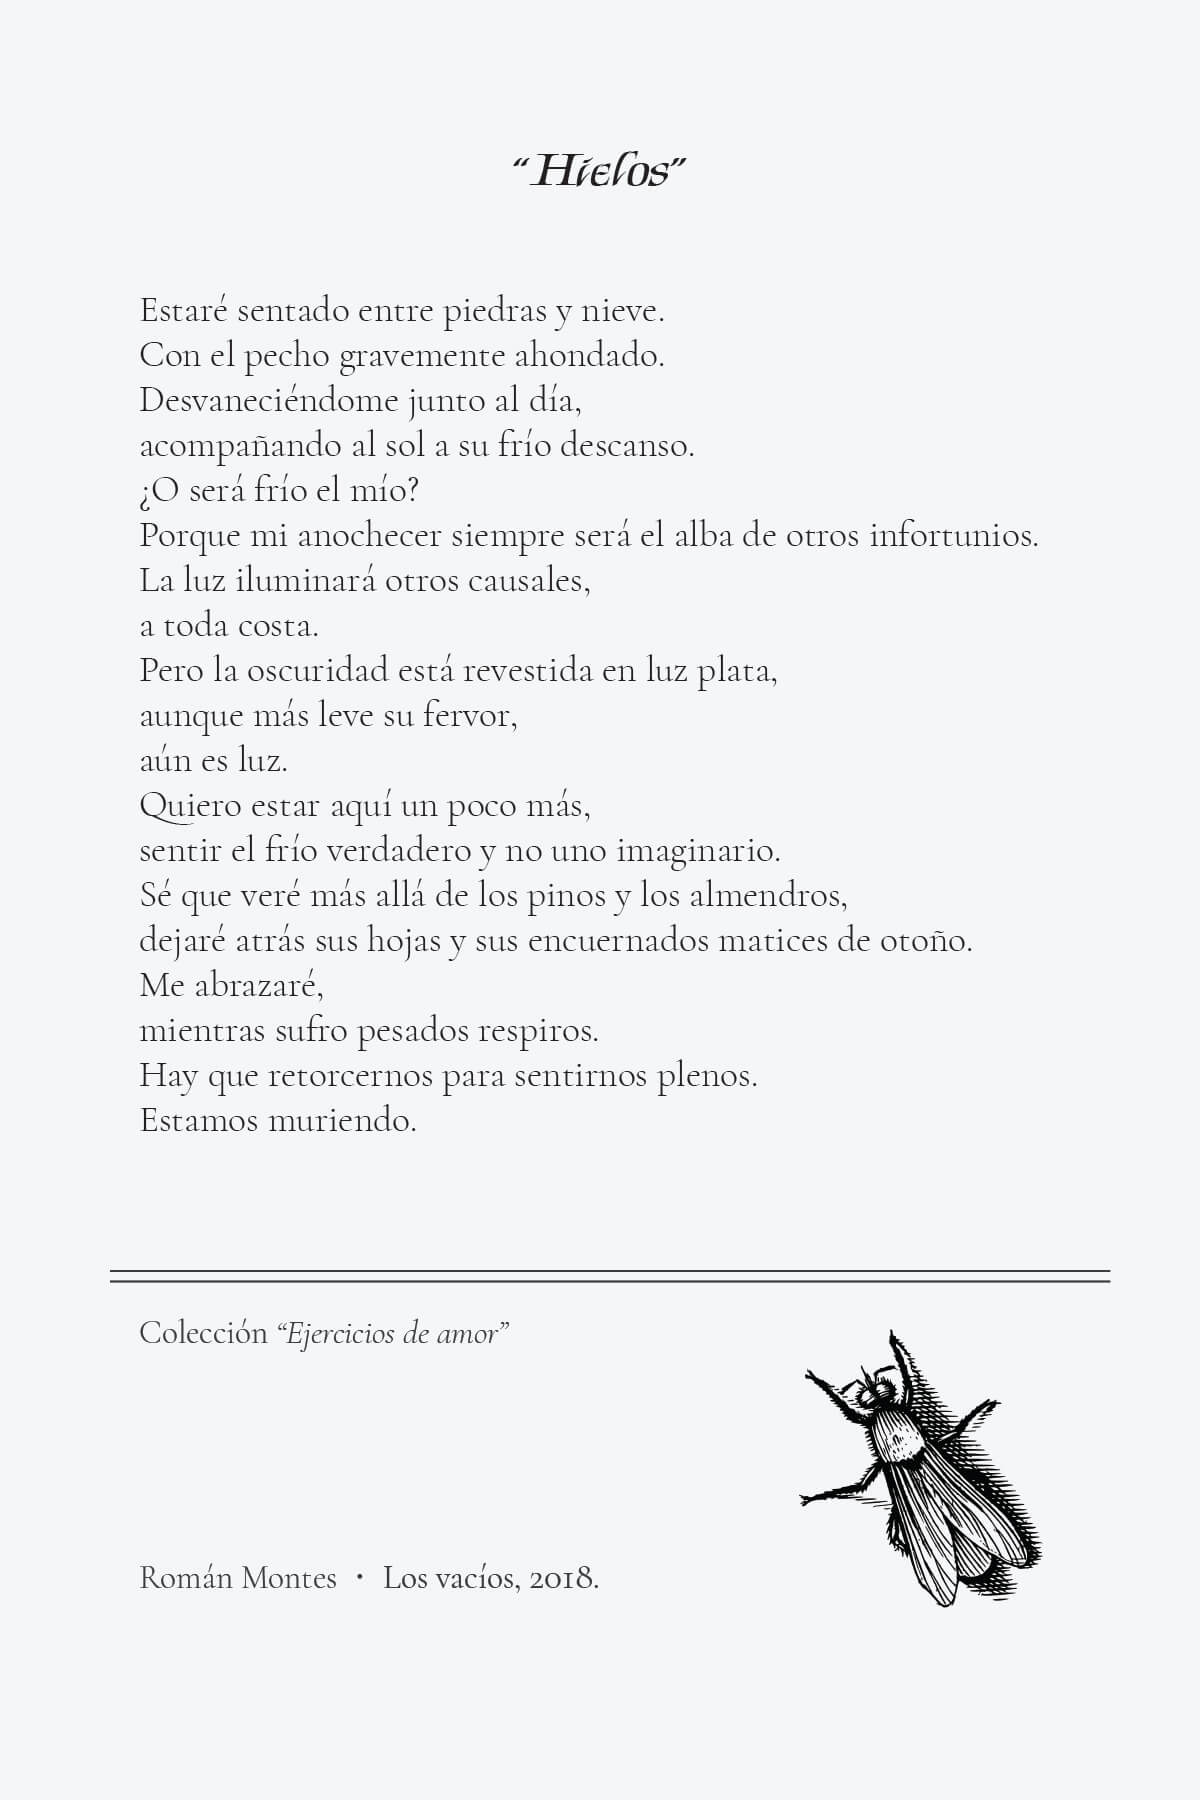 “Hielos”
Estaré sentado entre piedras y nieve.
Con el pecho gravemente ahondado.
Desvaneciéndome junto al día,
acompañando al sol a su frío descanso.
¿O será frío el mío?
Porque mi anochecer siempre será el alba de otros infortunios.
La luz iluminará otros causales,
a toda costa.
Pero la oscuridad está revestida en luz plata,
aunque más leve su fervor,
aún es luz.
Quiero estar aquí un poco más,
sentir el frío verdadero y no uno imaginario.
Sé que veré más allá de los pinos y los almendros,
dejaré atrás sus hojas y sus encuernados matices de otoño.
Me abrazaré,
mientras sufro pesados respiros.
Hay que retorcernos para sentirnos plenos.
Estamos muriendo.
Colección “Ejercicios de amor”
Román Montes • Los vacíos, 2018.